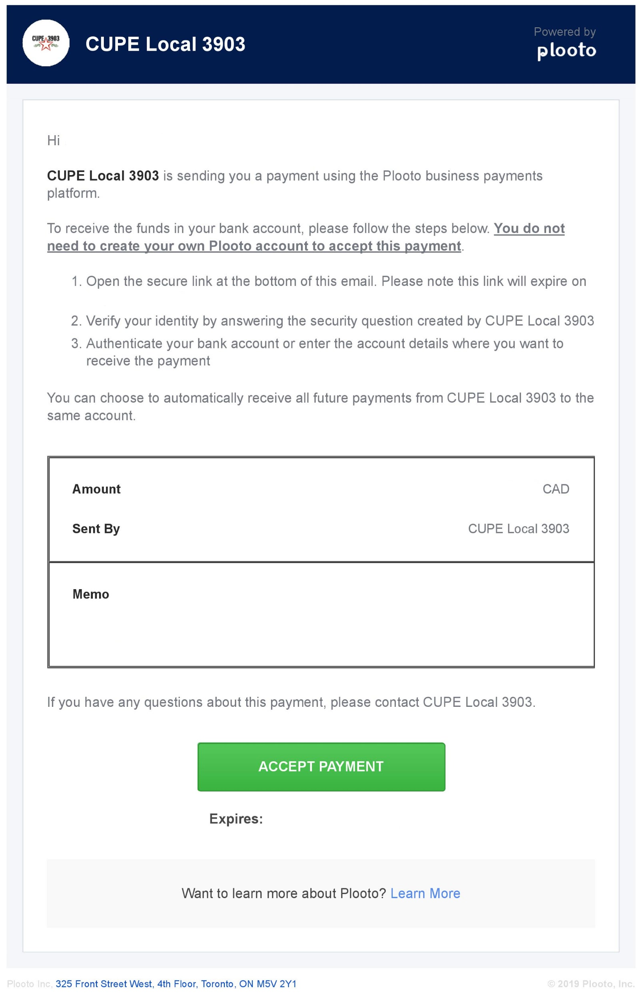 CUPE 3903
CUPE Local 3903
Powered by
plooto
Hi
CUPE Local 3903 is sending you a payment using the Plooto business payments
platform.
To receive the funds in your bank account, please follow the steps below. You do not
need to create your own Plooto account to accept this payment.
1. Open the secure link at the bottom of this email. Please note this link will expire on
2. Verify your identity by answering the security question created by CUPE Local 3903
3. Authenticate your bank account or enter the account details where you want to
receive the payment
You can choose to automatically receive all future payments from CUPE Local 3903 to the
same account.
Amount CAD
Sent By CUPE Local 3903
Memo
If you have any questions about this payment, please contact CUPE Local 3903.
ACCEPT PAYMENT
Expires:
Want to learn more about Plooto? Learn More
Plooto Inc, 325 Front Street West, 4th Floor, Toronto, ON M5V 2Y1 © 2019 Plooto, Inc.